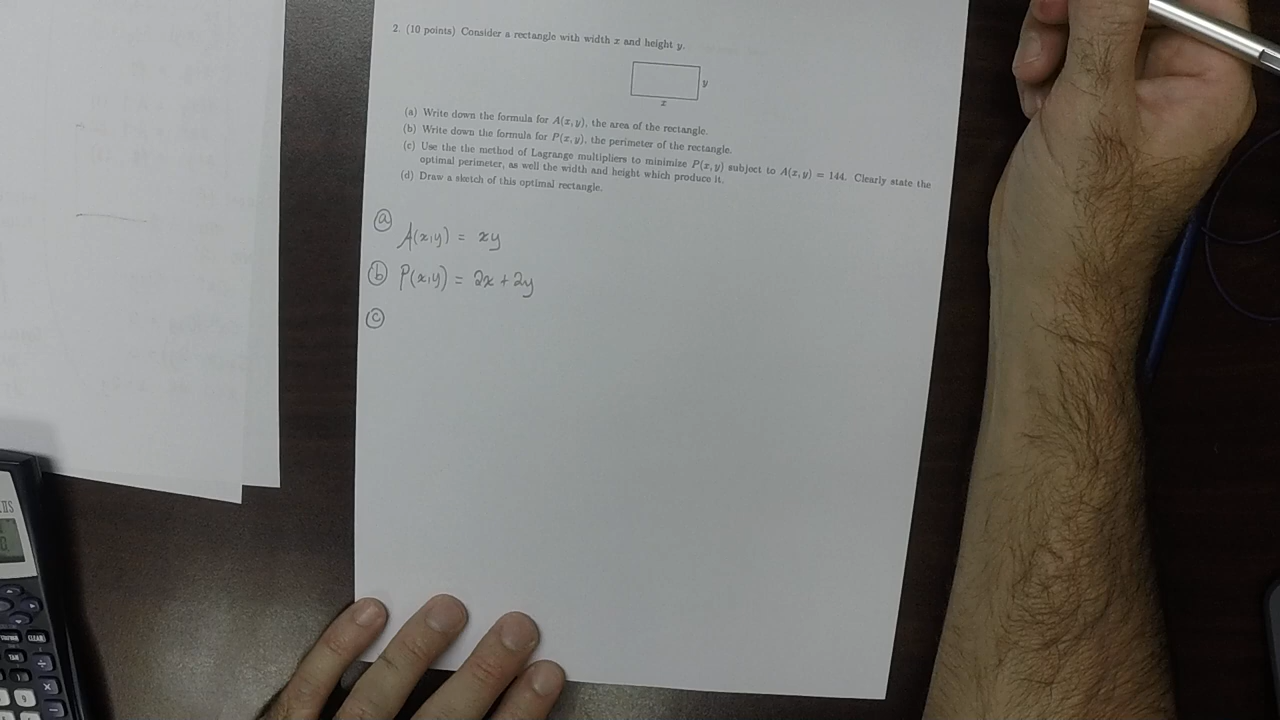 2. (10 points) Consider a rectangle with width x and height y.
y
x
(a) Write down the formula for A(x, y), the area of the rectangle.
(b) Write down the formula for P(x, y), the perimeter of the rectangle.
(c) Use the the method of Lagrange multipliers to minimize P(x, y) subject to A(x, y) = 144. Clearly state the
optimal perimeter, as well the width and height which produce it.
(d) Draw a sketch of this optimal rectangle.
ⓐ A(x,y) = xy
ⓑ P(x,y) = 2x + 2y
ⓒ
CLEAR